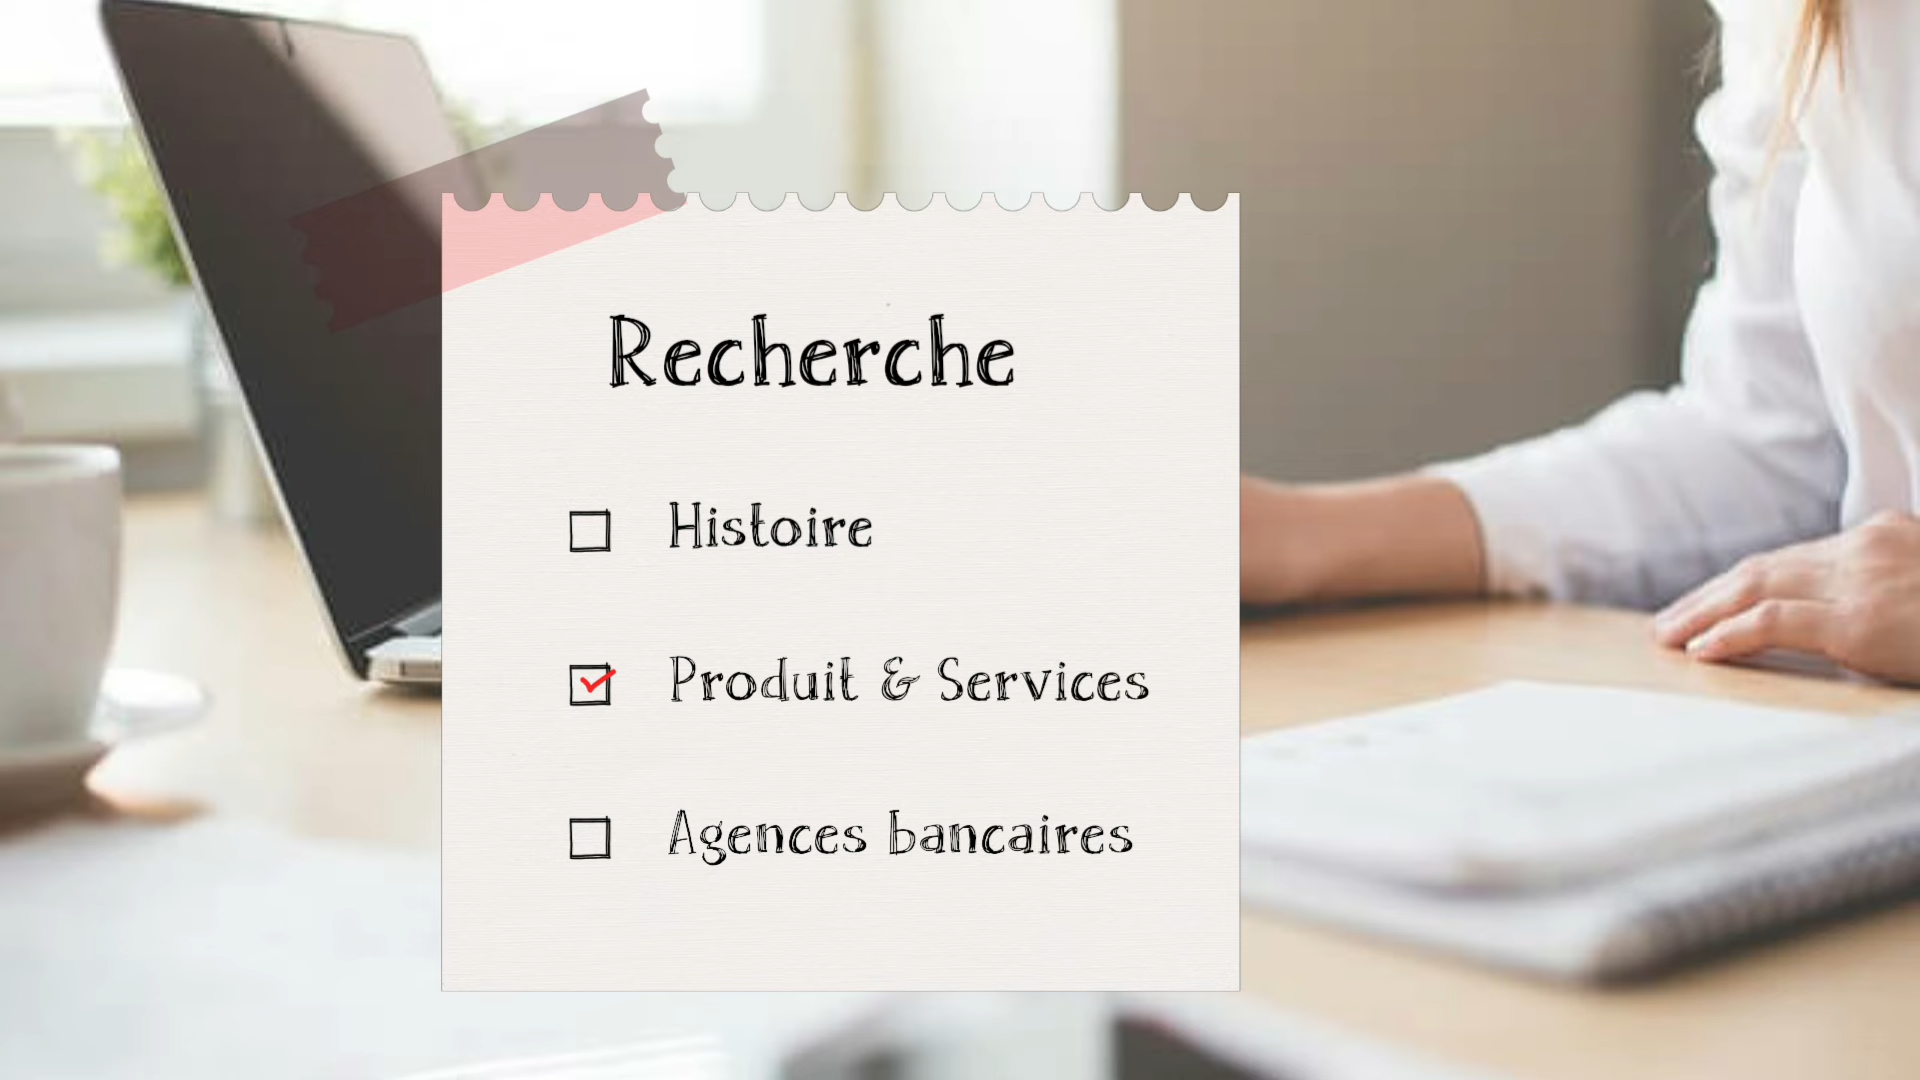 Recherche
Histoire
Produit & Services
Agences bancaires